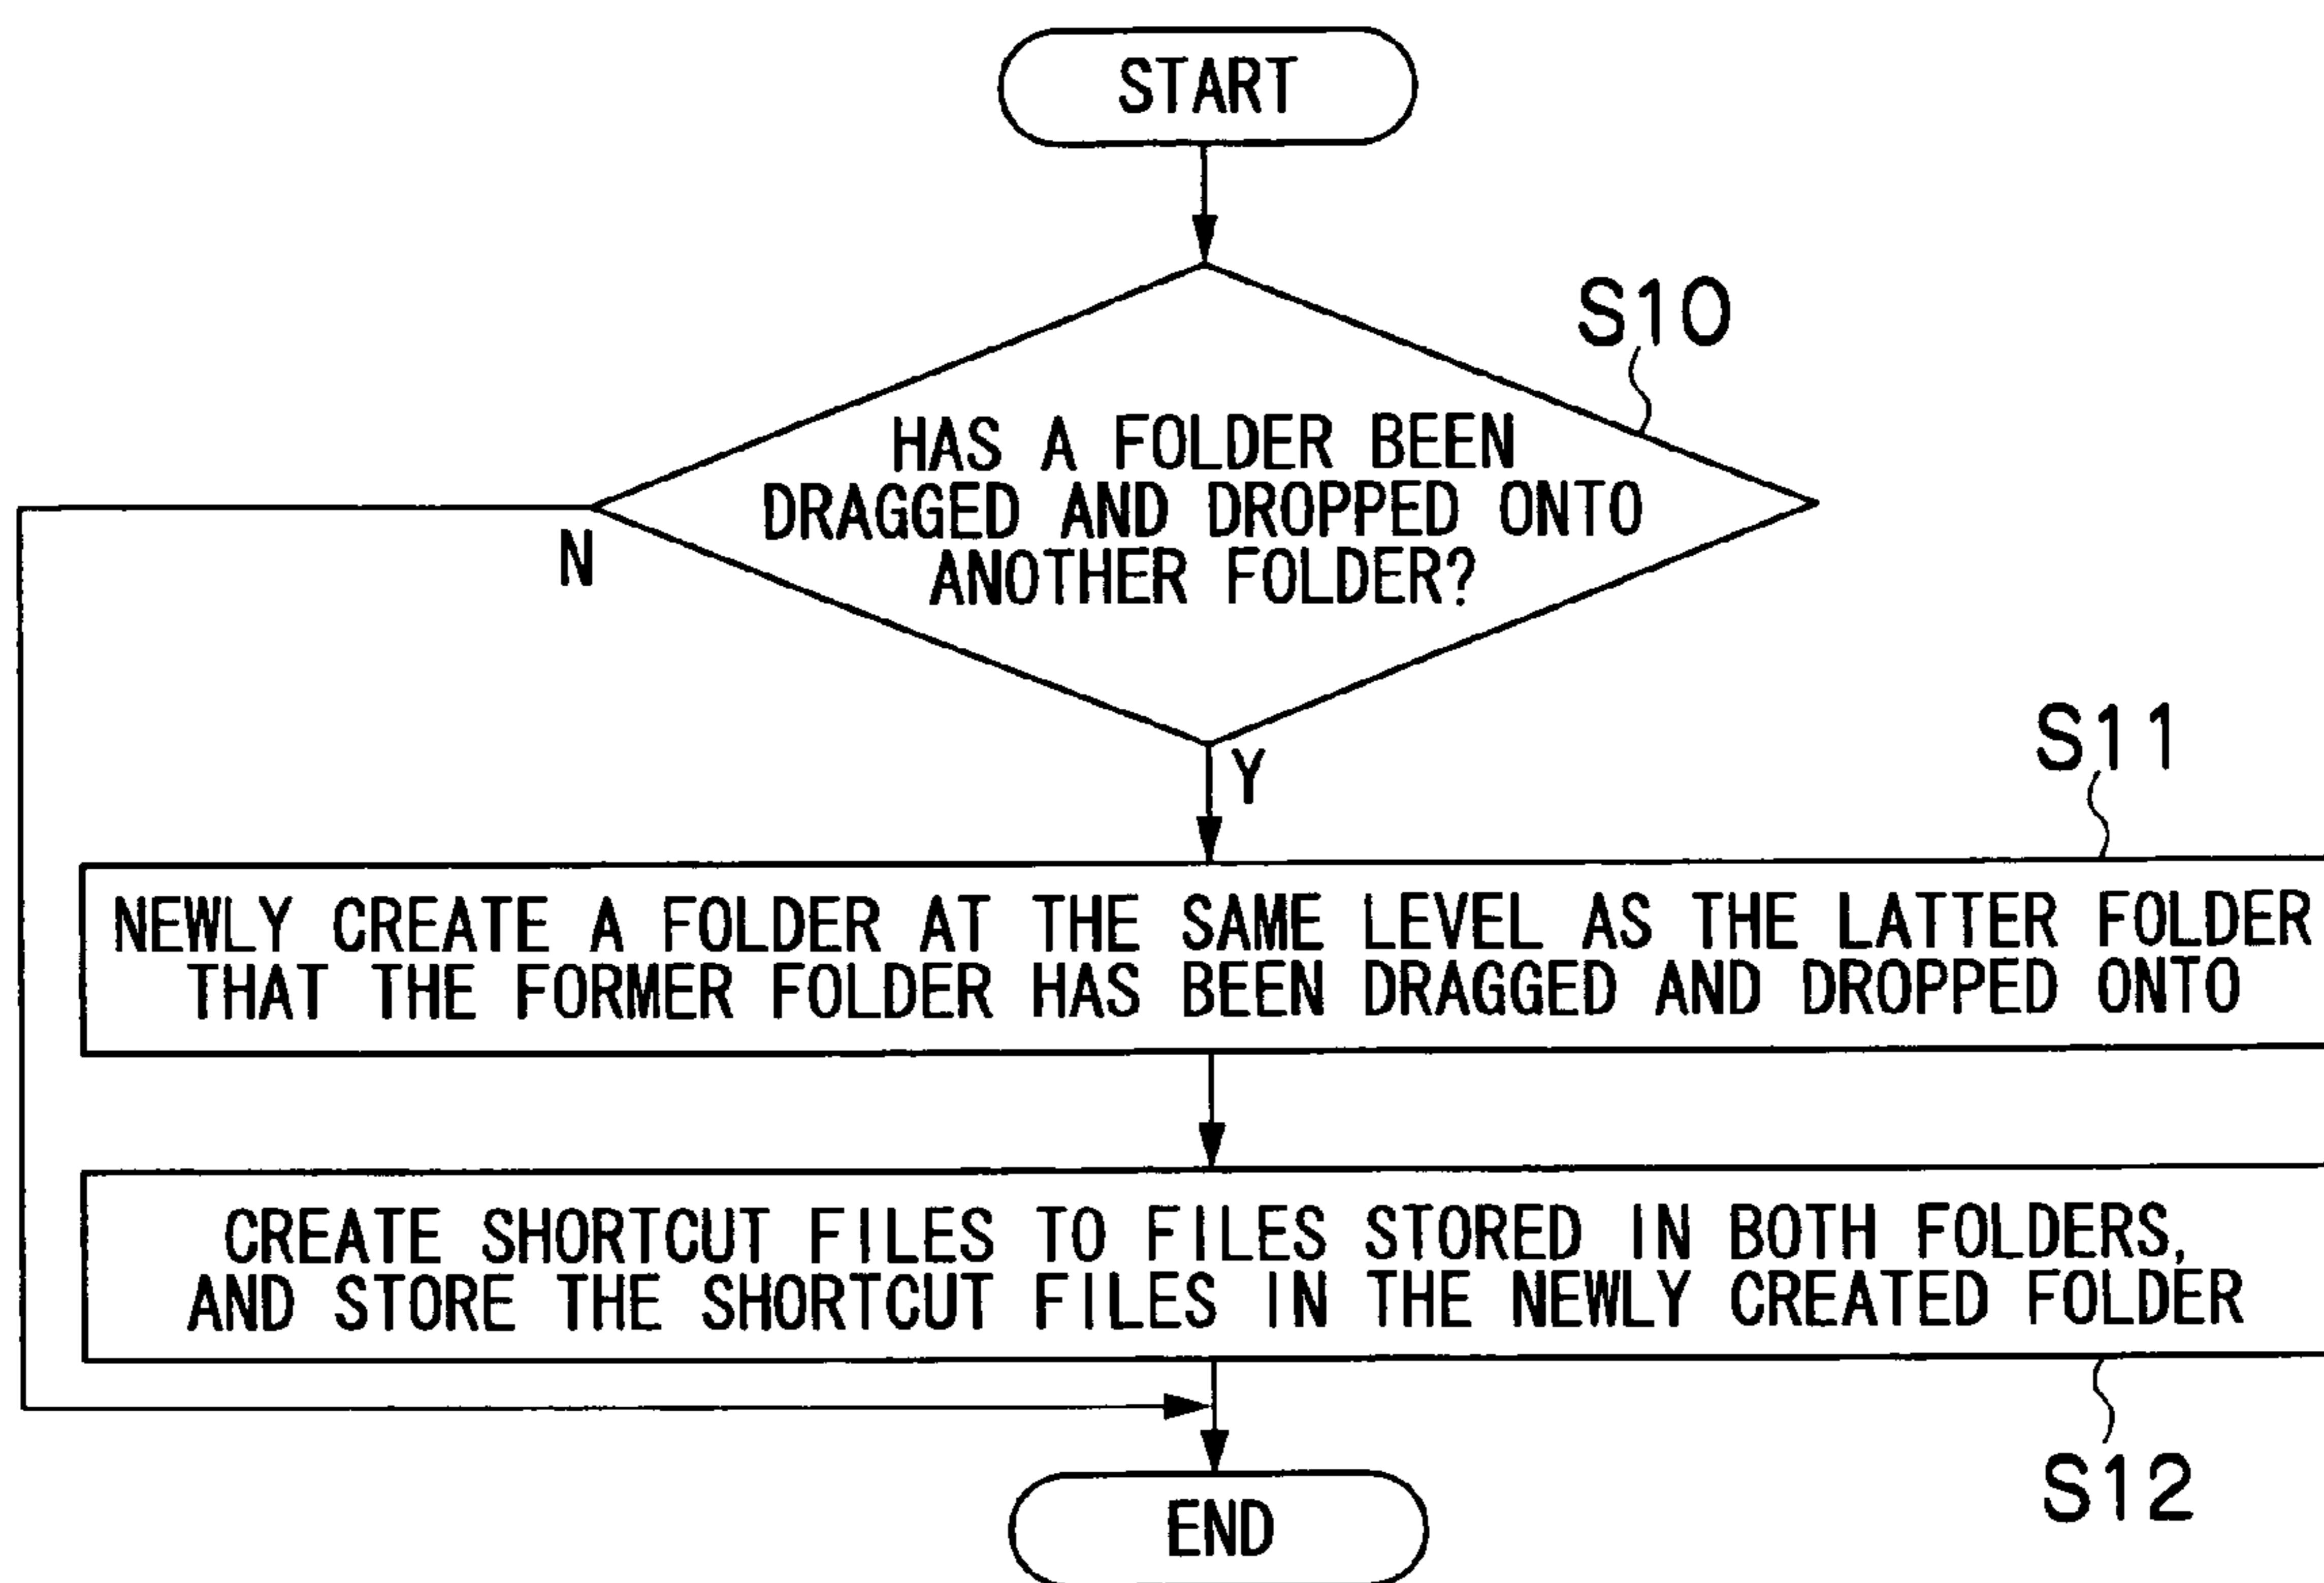 START
S10
HAS A FOLDER BEEN
DRAGGED AND DROPPED ONTO
ANOTHER FOLDER?
N
Y
S11
NEWLY CREATE A FOLDER AT THE SAME LEVEL AS THE LATTER FOLDER
THAT THE FORMER FOLDER HAS BEEN DRAGGED AND DROPPED ONTO
CREATE SHORTCUT FILES TO FILES STORED IN BOTH FOLDERS,
AND STORE THE SHORTCUT FILES IN THE NEWLY CREATED FOLDER
S12
END